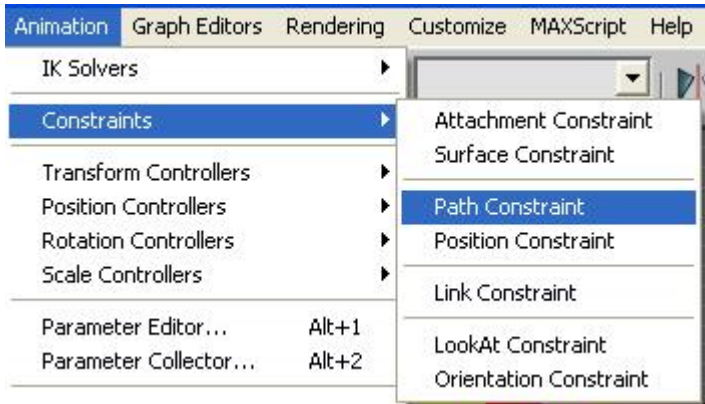 Animation Graph Editors Rendering Customize MAXScript Help
IK Solvers
Constraints
Transform Controllers
Position Controllers
Rotation Controllers
Scale Controllers
Parameter Editor... Alt+1
Parameter Collector... Alt+2
Attachment Constraint
Surface Constraint
Path Constraint
Position Constraint
Link Constraint
LookAt Constraint
Orientation Constraint